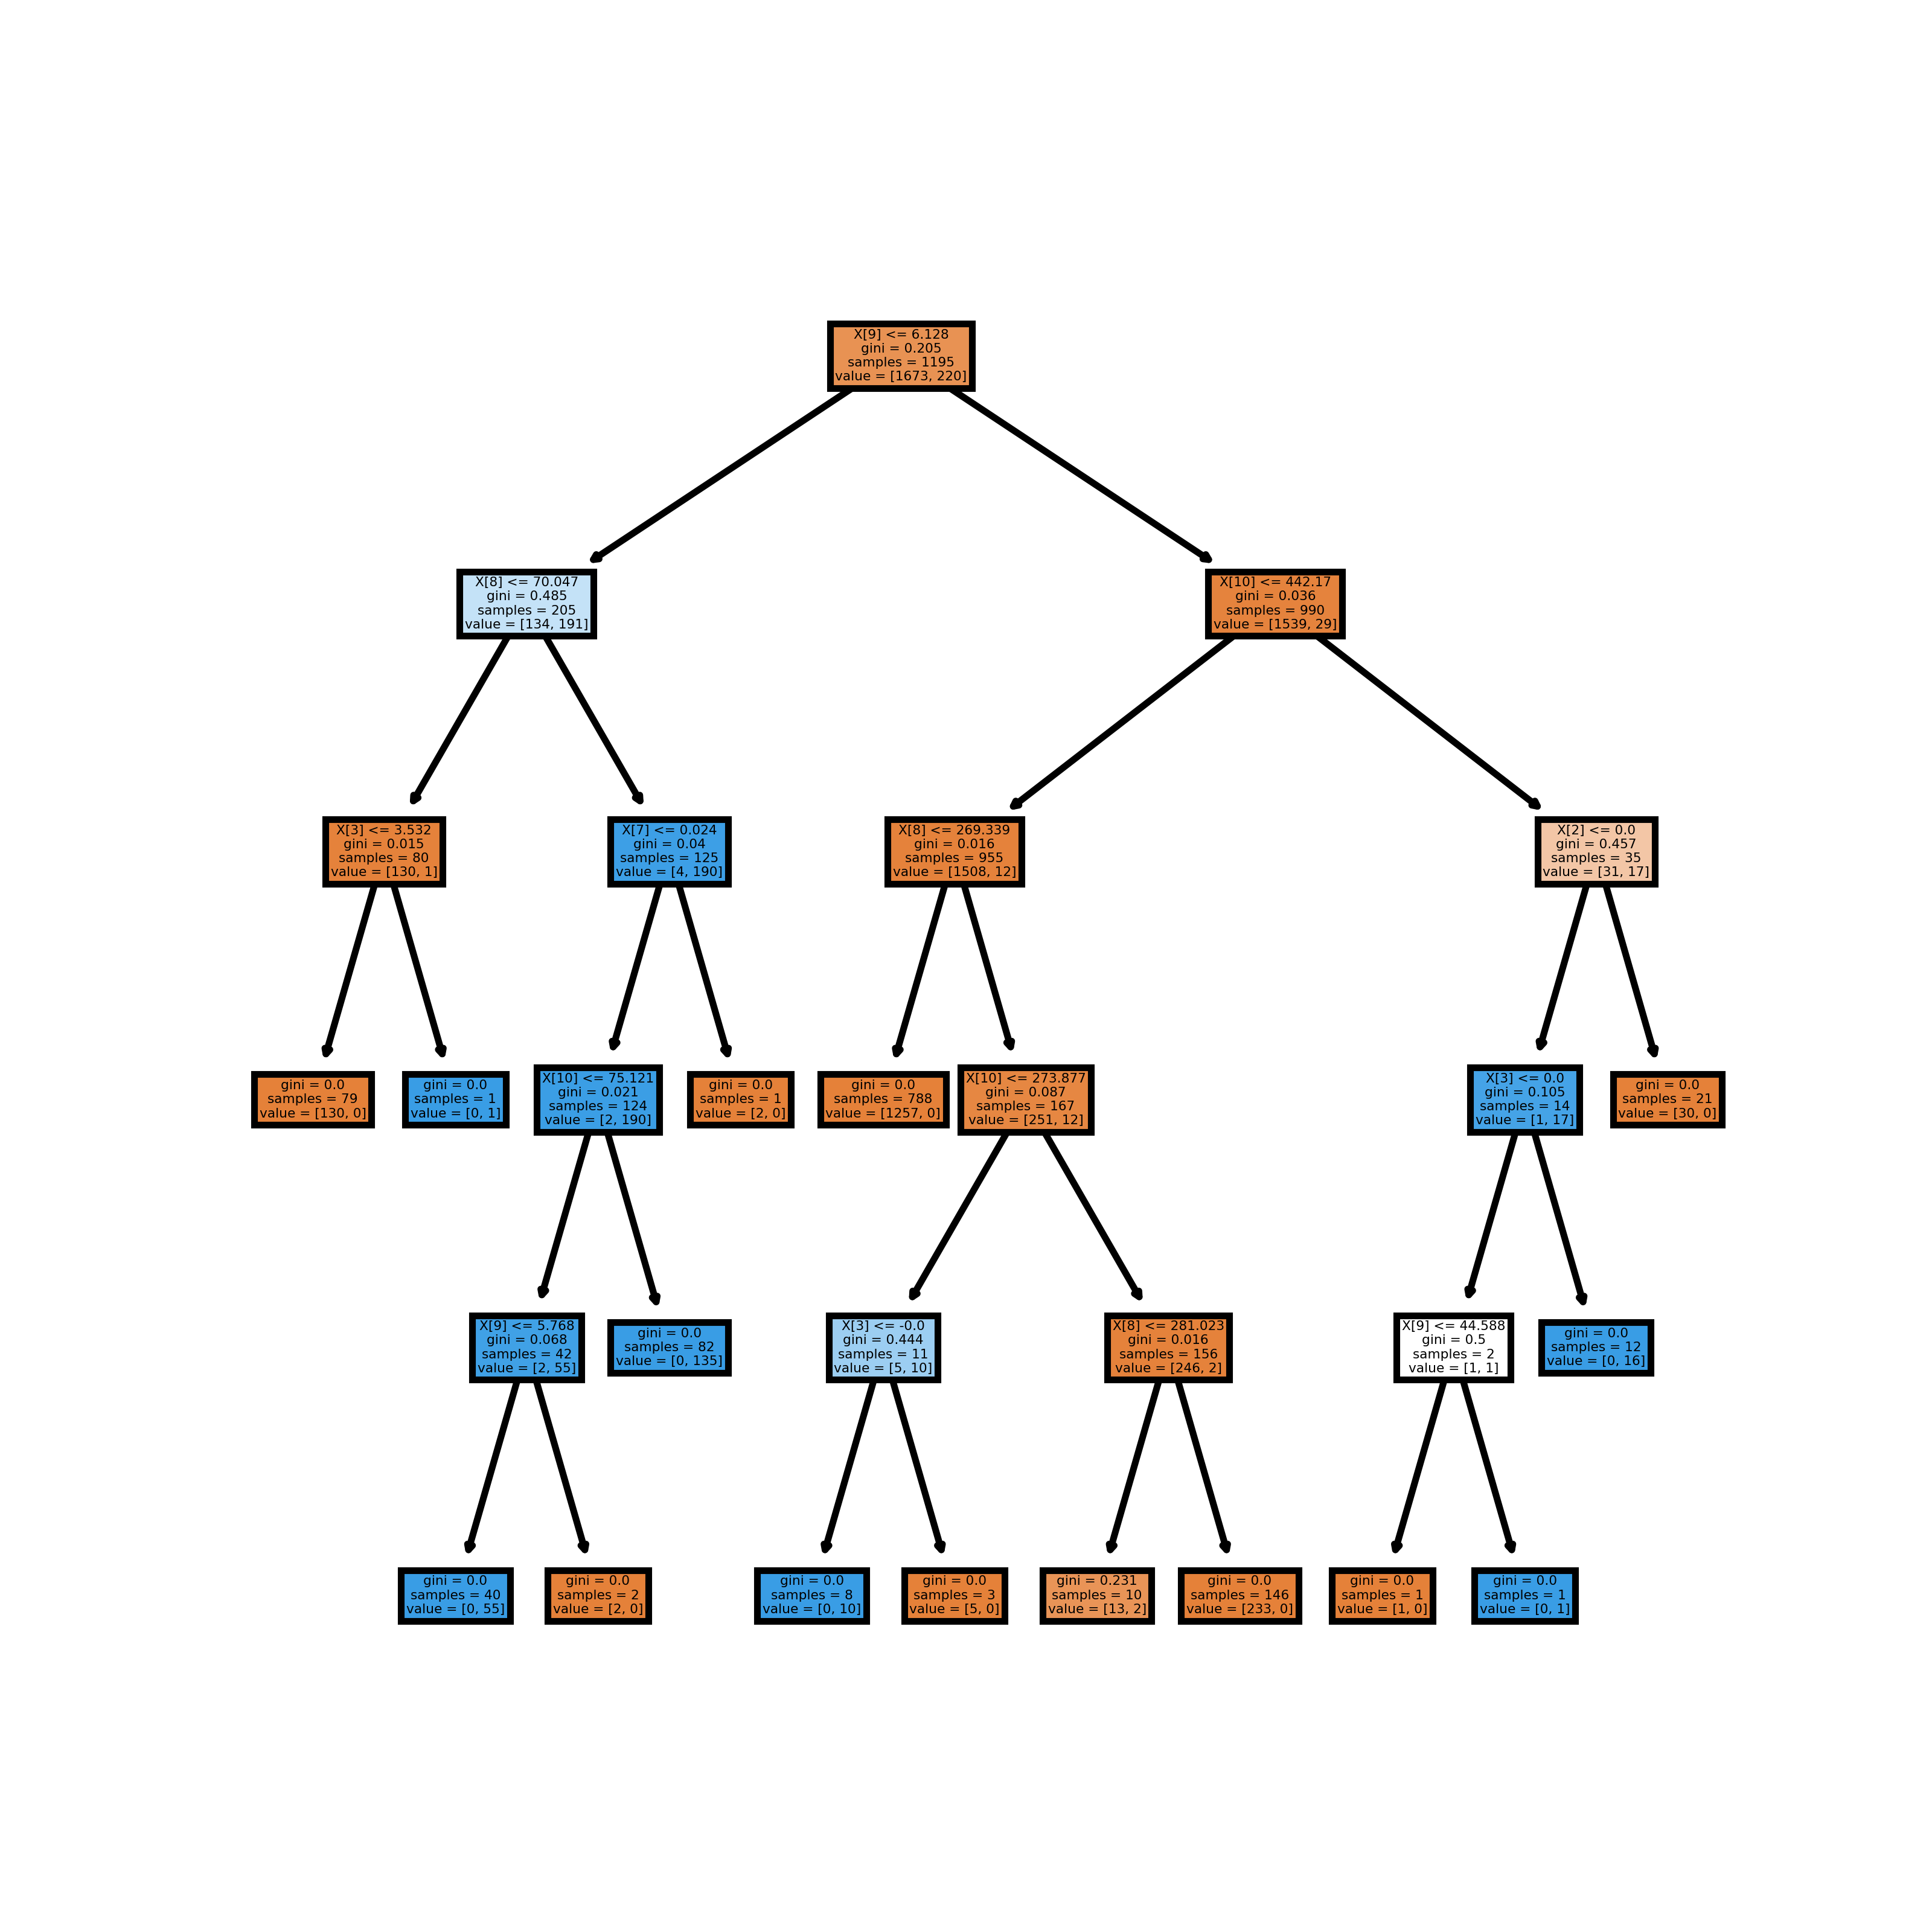 X[9] <= 6.128
gini = 0.205
samples = 1195
value = [1673, 220]
X[8] <= 70.047
gini = 0.485
samples = 205
value = [134, 191]
X[10] <= 442.17
gini = 0.036
samples = 990
value = [1539, 29]
X[3] <= 3.532
gini = 0.015
samples = 80
value = [130, 1]
X[7] <= 0.024
gini = 0.04
samples = 125
value = [4, 190]
X[8] <= 269.339
gini = 0.016
samples = 955
value = [1508, 12]
X[2] <= 0.0
gini = 0.457
samples = 35
value = [31, 17]
gini = 0.0
samples = 79
value = [130, 0]
gini = 0.0
samples = 1
value = [0, 1]
X[10] <= 75.121
gini = 0.021
samples = 124
value = [2, 190]
gini = 0.0
samples = 1
value = [2, 0]
gini = 0.0
samples = 788
value = [1257, 0]
X[10] <= 273.877
gini = 0.087
samples = 167
value = [251, 12]
X[3] <= 0.0
gini = 0.105
samples = 14
value = [1, 17]
gini = 0.0
samples = 21
value = [30, 0]
X[9] <= 5.768
gini = 0.068
samples = 42
value = [2, 55]
gini = 0.0
samples = 82
value = [0, 135]
X[3] <= -0.0
gini = 0.444
samples = 11
value = [5, 10]
X[8] <= 281.023
gini = 0.016
samples = 156
value = [246, 2]
X[9] <= 44.588
gini = 0.5
samples = 2
value = [1, 1]
gini = 0.0
samples = 12
value = [0, 16]
gini = 0.0
samples = 40
value = [0, 55]
gini = 0.0
samples = 2
value = [2, 0]
gini = 0.0
samples = 8
value = [0, 10]
gini = 0.0
samples = 3
value = [5, 0]
gini = 0.231
samples = 10
value = [13, 2]
gini = 0.0
samples = 146
value = [233, 0]
gini = 0.0
samples = 1
value = [1, 0]
gini = 0.0
samples = 1
value = [0, 1]